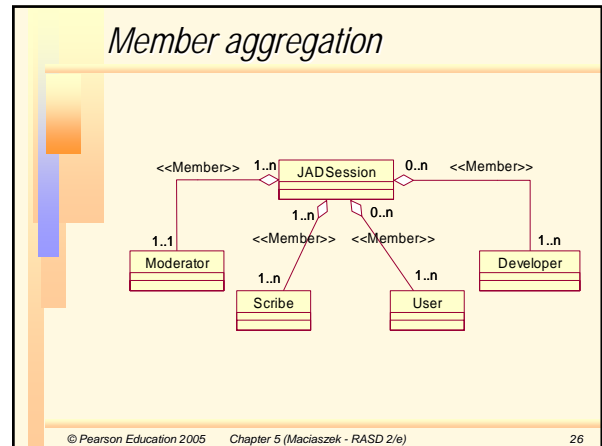 Member aggregation
<<Member>> 1..n JADSession 0..n <<Member>>
1..n 0..n
1..1 <<Member>> <<Member>> 1..n
Moderator Developer
1..n 1..n
Scribe User
© Pearson Education 2005 Chapter 5 (Maciaszek - RASD 2/e) 26